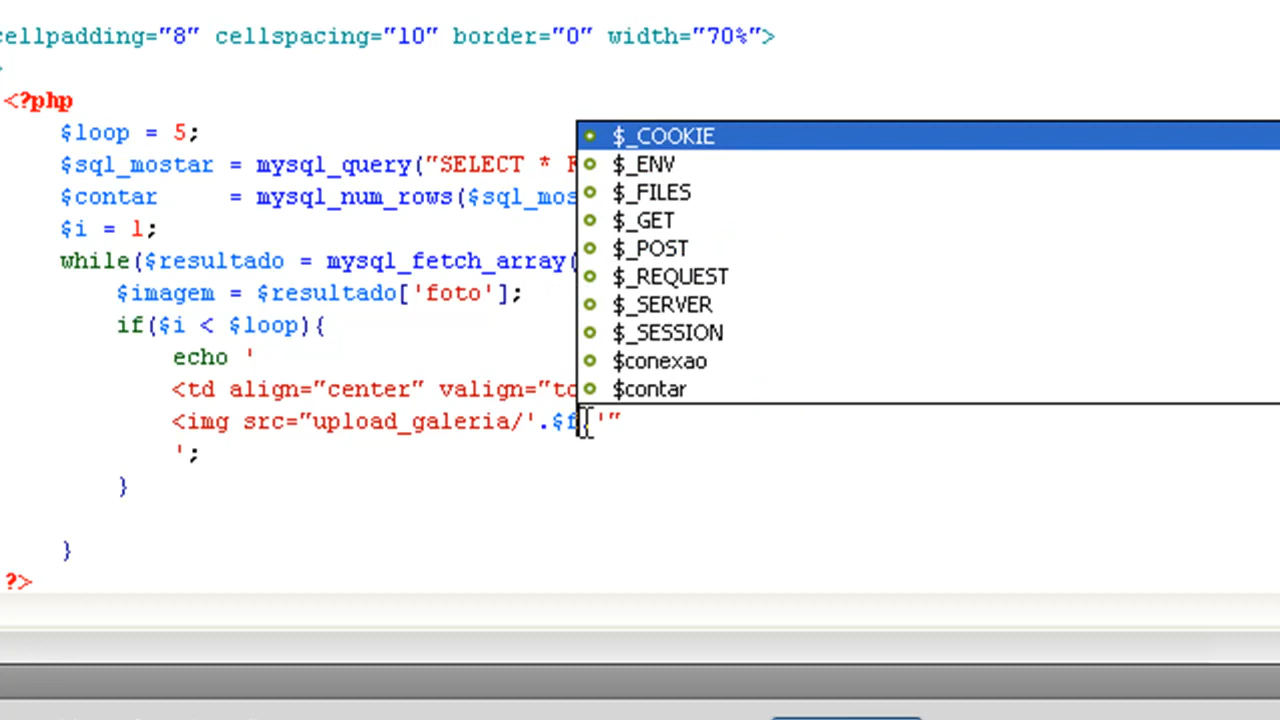 cellpadding="8" cellspacing="10" border="0" width="70%">
>
<?php
$loop = 5;
$sql_mostar = mysql_query("SELECT *
$contar = mysql_num_rows($sql_mos
$i = 1;
while($resultado = mysql_fetch_array(
$imagem = $resultado['foto'];
if($i < $loop){
echo '
<td align="center" valign="to
<img src="upload_galeria/'.$f.'"
';
}
}
?>
$_COOKIE
$_ENV
$_FILES
$_GET
$_POST
$_REQUEST
$_SERVER
$_SESSION
$conexao
$contar